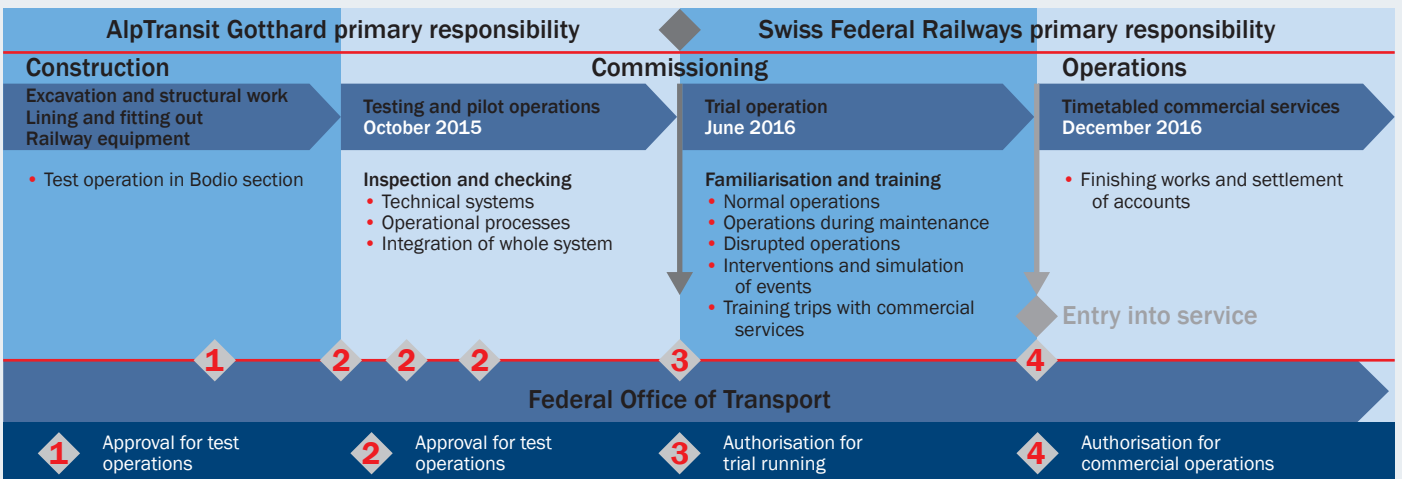 AlpTransit Gotthard primary responsibility
Swiss Federal Railways primary responsibility
Construction
Commissioning
Operations
Excavation and structural work
Lining and fitting out
Railway equipment
Testing and pilot operations
October 2015
Trial operation
June 2016
Timetabled commercial services
December 2016
• Test operation in Bodio section
Inspection and checking
• Technical systems
• Operational processes
• Integration of whole system
Familiarisation and training
• Normal operations
• Operations during maintenance
• Disrupted operations
• Interventions and simulation
of events
• Training trips with commercial
services
• Finishing works and settlement
of accounts
Entry into service
1
2
2
2
3
4
Federal Office of Transport
1
Approval for test
operations
2
Approval for test
operations
3
Authorisation for
trial running
4
Authorisation for
commercial operations